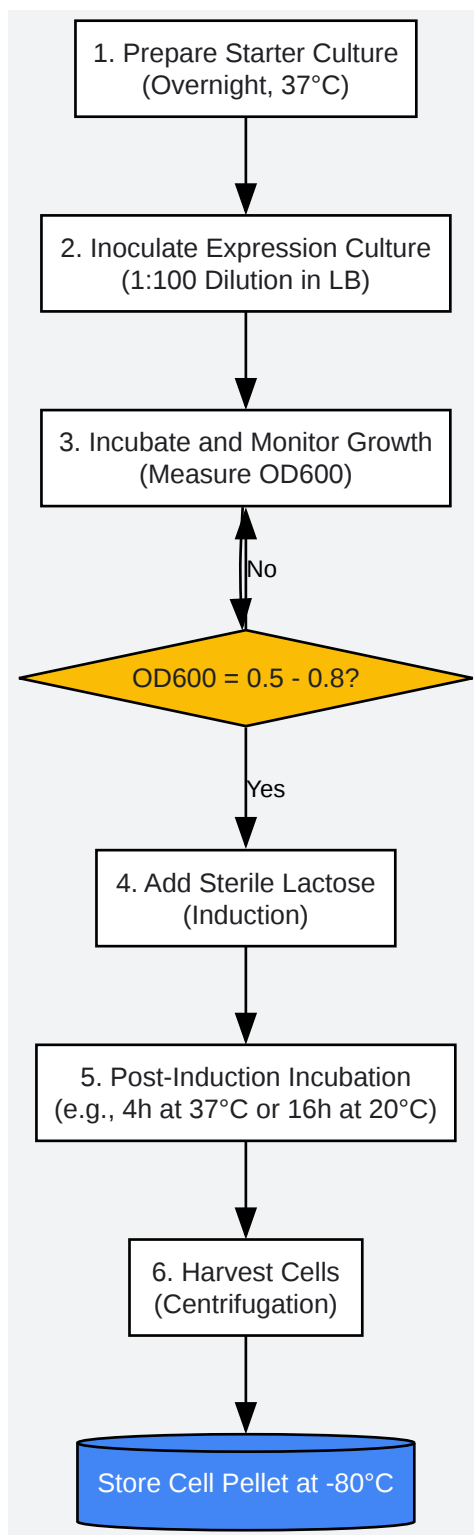 1. Prepare Starter Culture
(Overnight, 37°C)
2. Inoculate Expression Culture
(1:100 Dilution in LB)
3. Incubate and Monitor Growth
(Measure OD600)
No
OD600 = 0.5 - 0.8?
Yes
4. Add Sterile Lactose
(Induction)
5. Post-Induction Incubation
(e.g., 4h at 37°C or 16h at 20°C)
6. Harvest Cells
(Centrifugation)
Store Cell Pellet at -80°C